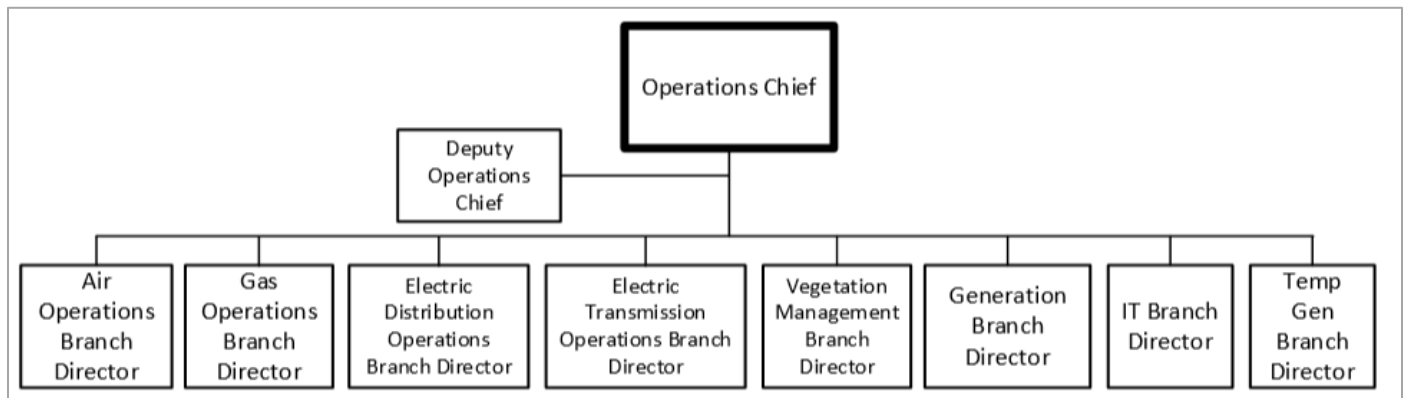 Operations Chief
Deputy
Operations
Chief
Air
Operations
Branch
Director
Gas
Operations
Branch
Director
Electric
Distribution
Operations
Branch Director
Electric
Transmission
Operations Branch
Director
Vegetation
Management
Branch
Director
Generation
Branch
Director
IT Branch
Director
Temp
Gen
Branch
Director